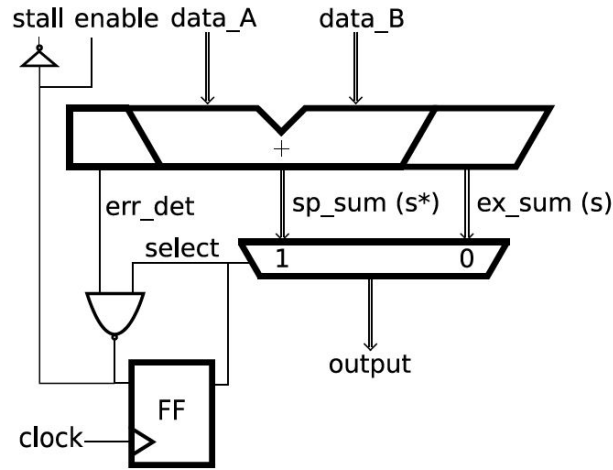 stall enable data_A data_B
+
err_det sp_sum (s*) ex_sum (s)
select 1 0
output
FF
clock